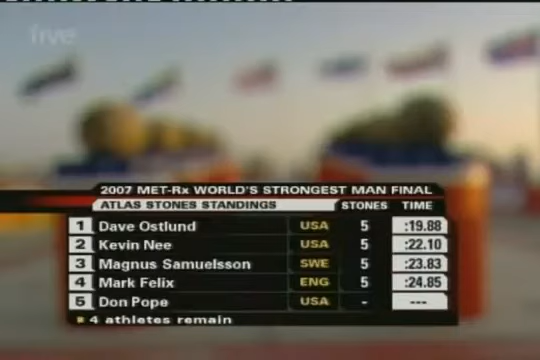 five
2007 MET-Rx WORLD'S STRONGEST MAN FINAL
ATLAS STONES STANDINGS STONES TIME
1 Dave Ostlund USA 5 :19.88
2 Kevin Nee USA 5 :22.10
3 Magnus Samuelsson SWE 5 :23.83
4 Mark Felix ENG 5 :24.85
5 Don Pope USA - ---
4 athletes remain